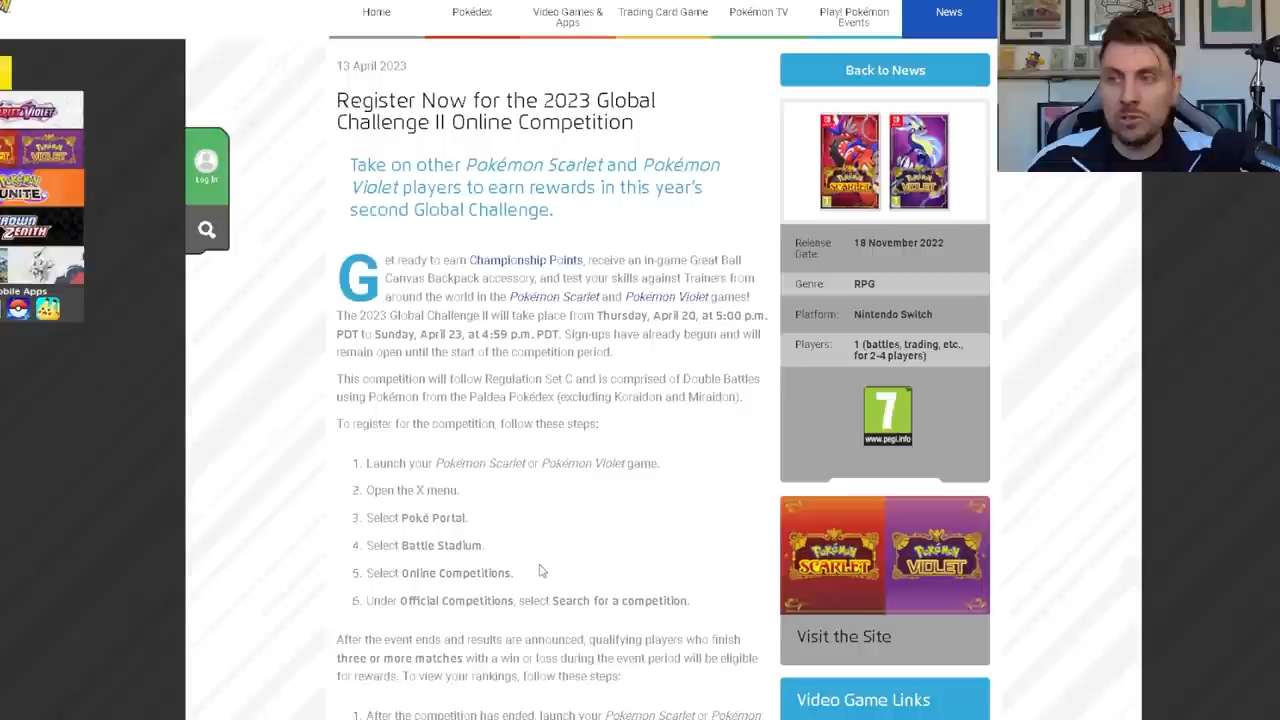 Home
Pokédex
Video Games &
Apps
Trading Card Game
Pokémon TV
Play! Pokémon
Events
News
13 April 2023
Register Now for the 2023 Global
Challenge II Online Competition
Take on other Pokémon Scarlet and Pokémon
Violet players to earn rewards in this year's
second Global Challenge.
Get ready to earn Championship Points, receive an in-game Great Ball
Canvas Backpack accessory, and test your skills against Trainers from
around the world in the Pokémon Scarlet and Pokémon Violet games!
The 2023 Global Challenge II will take place from Thursday, April 20, at 5:00 p.m.
PDT to Sunday, April 23, at 4:59 p.m. PDT. Sign-ups have already begun and will
remain open until the start of the competition period.
This competition will follow Regulation Set C and is comprised of Double Battles
using Pokémon from the Paldea Pokédex (excluding Koraidon and Miraidon).
To register for the competition, follow these steps:
1. Launch your Pokémon Scarlet or Pokémon Violet game.
2. Open the X menu.
3. Select Poké Portal.
4. Select Battle Stadium.
5. Select Online Competitions.
6. Under Official Competitions, select Search for a competition.
After the event ends and results are announced, qualifying players who finish
three or more matches with a win or loss during the event period will be eligible
for rewards. To view your rankings, follow these steps:
1. After the competition has ended, launch your Pokémon Scarlet or Pokémon
Back to News
SCARLET
VIOLET
Release
Date:
18 November 2022
Genre:
RPG
Platform:
Nintendo Switch
Players:
1 (battles, trading, etc.,
for 2-4 players)
7
www.pegi.info
Pokémon
SCARLET
Pokémon
VIOLET
Visit the Site
Video Game Links
Log In
VIOLET
VIOLET
Pokémon
UNITE
CROWN
ZENITH
obile Apps